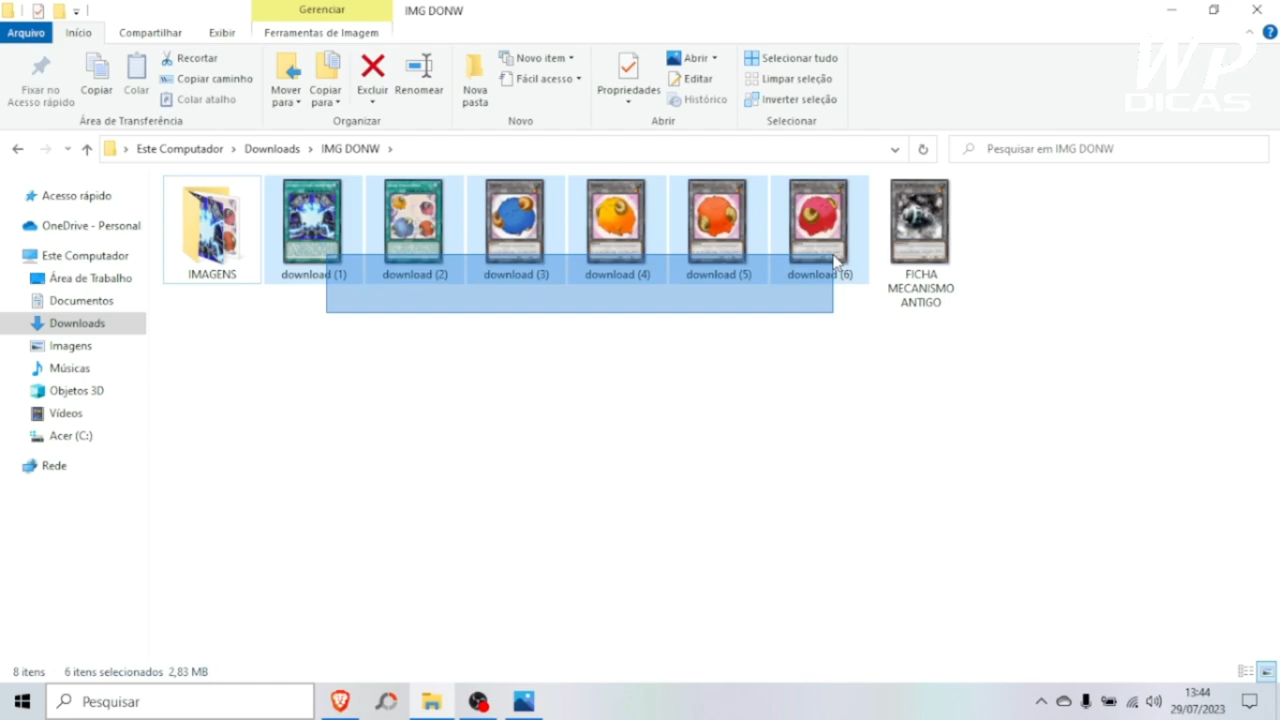 Gerenciar
IMG DONW
Arquivo
Início
Compartilhar
Exibir
Ferramentas de Imagem
WP
DICAS
Fixar no
Acesso rápido
Copiar
Colar
Recortar
Copiar caminho
Colar atalho
Área de Transferência
Mover
para
Copiar
para
Excluir
Renomear
Organizar
Nova
pasta
Novo item
Fácil acesso
Novo
Propriedades
Abrir
Editar
Histórico
Abrir
Selecionar tudo
Limpar seleção
Inverter seleção
Selecionar
Este Computador
Downloads
IMG DONW
Pesquisar em IMG DONW
Acesso rápido
OneDrive - Personal
Este Computador
Área de Trabalho
Documentos
Downloads
Imagens
Músicas
Objetos 3D
Vídeos
Acer (C:)
Rede
IMAGENS
download (1)
download (2)
download (3)
download (4)
download (5)
download (6)
FICHA
MECANISMO
ANTIGO
8 itens
6 itens selecionados 2,83 MB
Pesquisar
13:44
29/07/2023